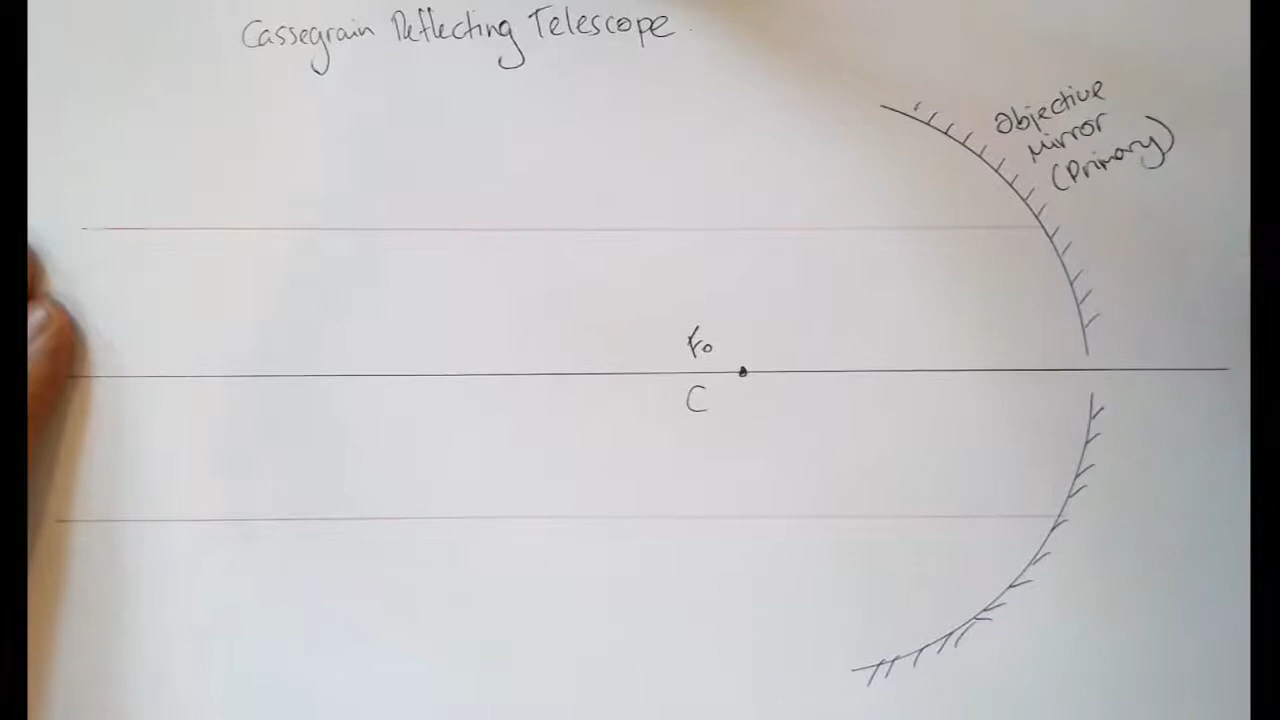 Cassegrain Reflecting Telescope
Objective
Mirror
(Primary)
Fo
C